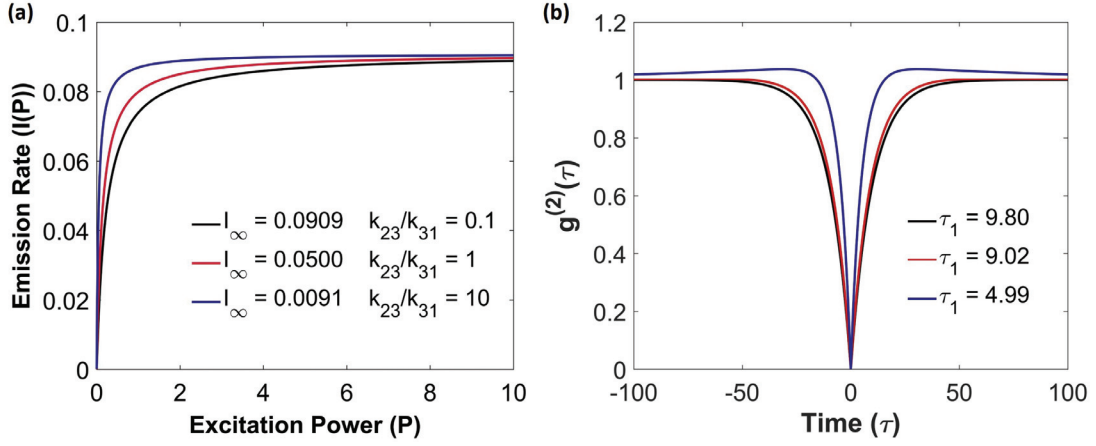 (a)
0.1
0.08
0.06
0.04
0.02
0
Emission Rate (I(P))
I∞ = 0.0909 k23/k31 = 0.1
I∞ = 0.0500 k23/k31 = 1
I∞ = 0.0091 k23/k31 = 10
0 2 4 6 8 10
Excitation Power (P)
(b)
1.2
1
0.8
0.6
0.4
0.2
0
g(2)(τ)
τ1 = 9.80
τ1 = 9.02
τ1 = 4.99
-100 -50 0 50 100
Time (τ)